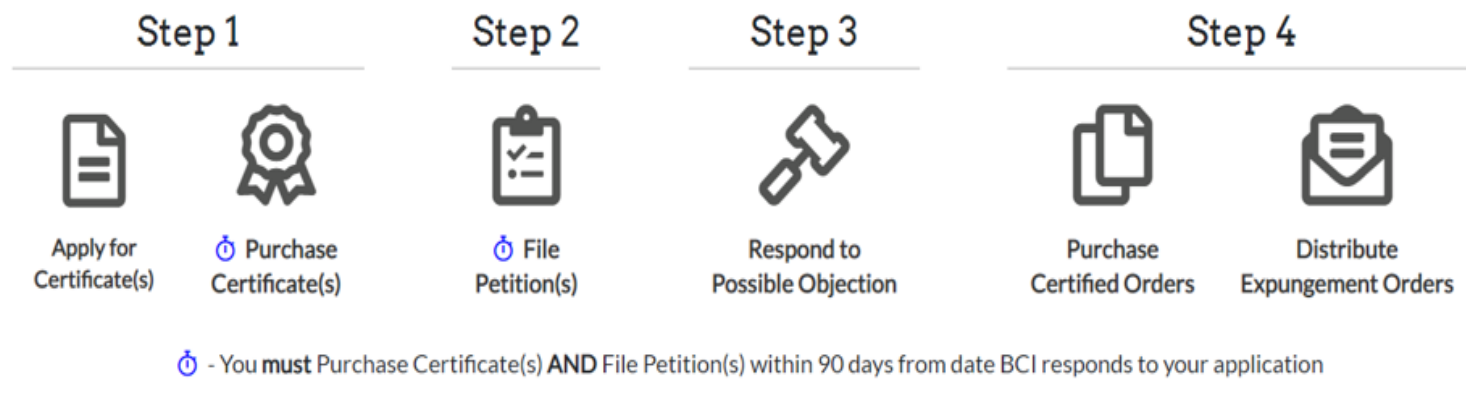 Step 1
Step 2
Step 3
Step 4
Apply for
Certificate(s)
Purchase
Certificate(s)
File
Petition(s)
Respond to
Possible Objection
Purchase
Certified Orders
Distribute
Expungement Orders
- You must Purchase Certificate(s) AND File Petition(s) within 90 days from date BCI responds to your application